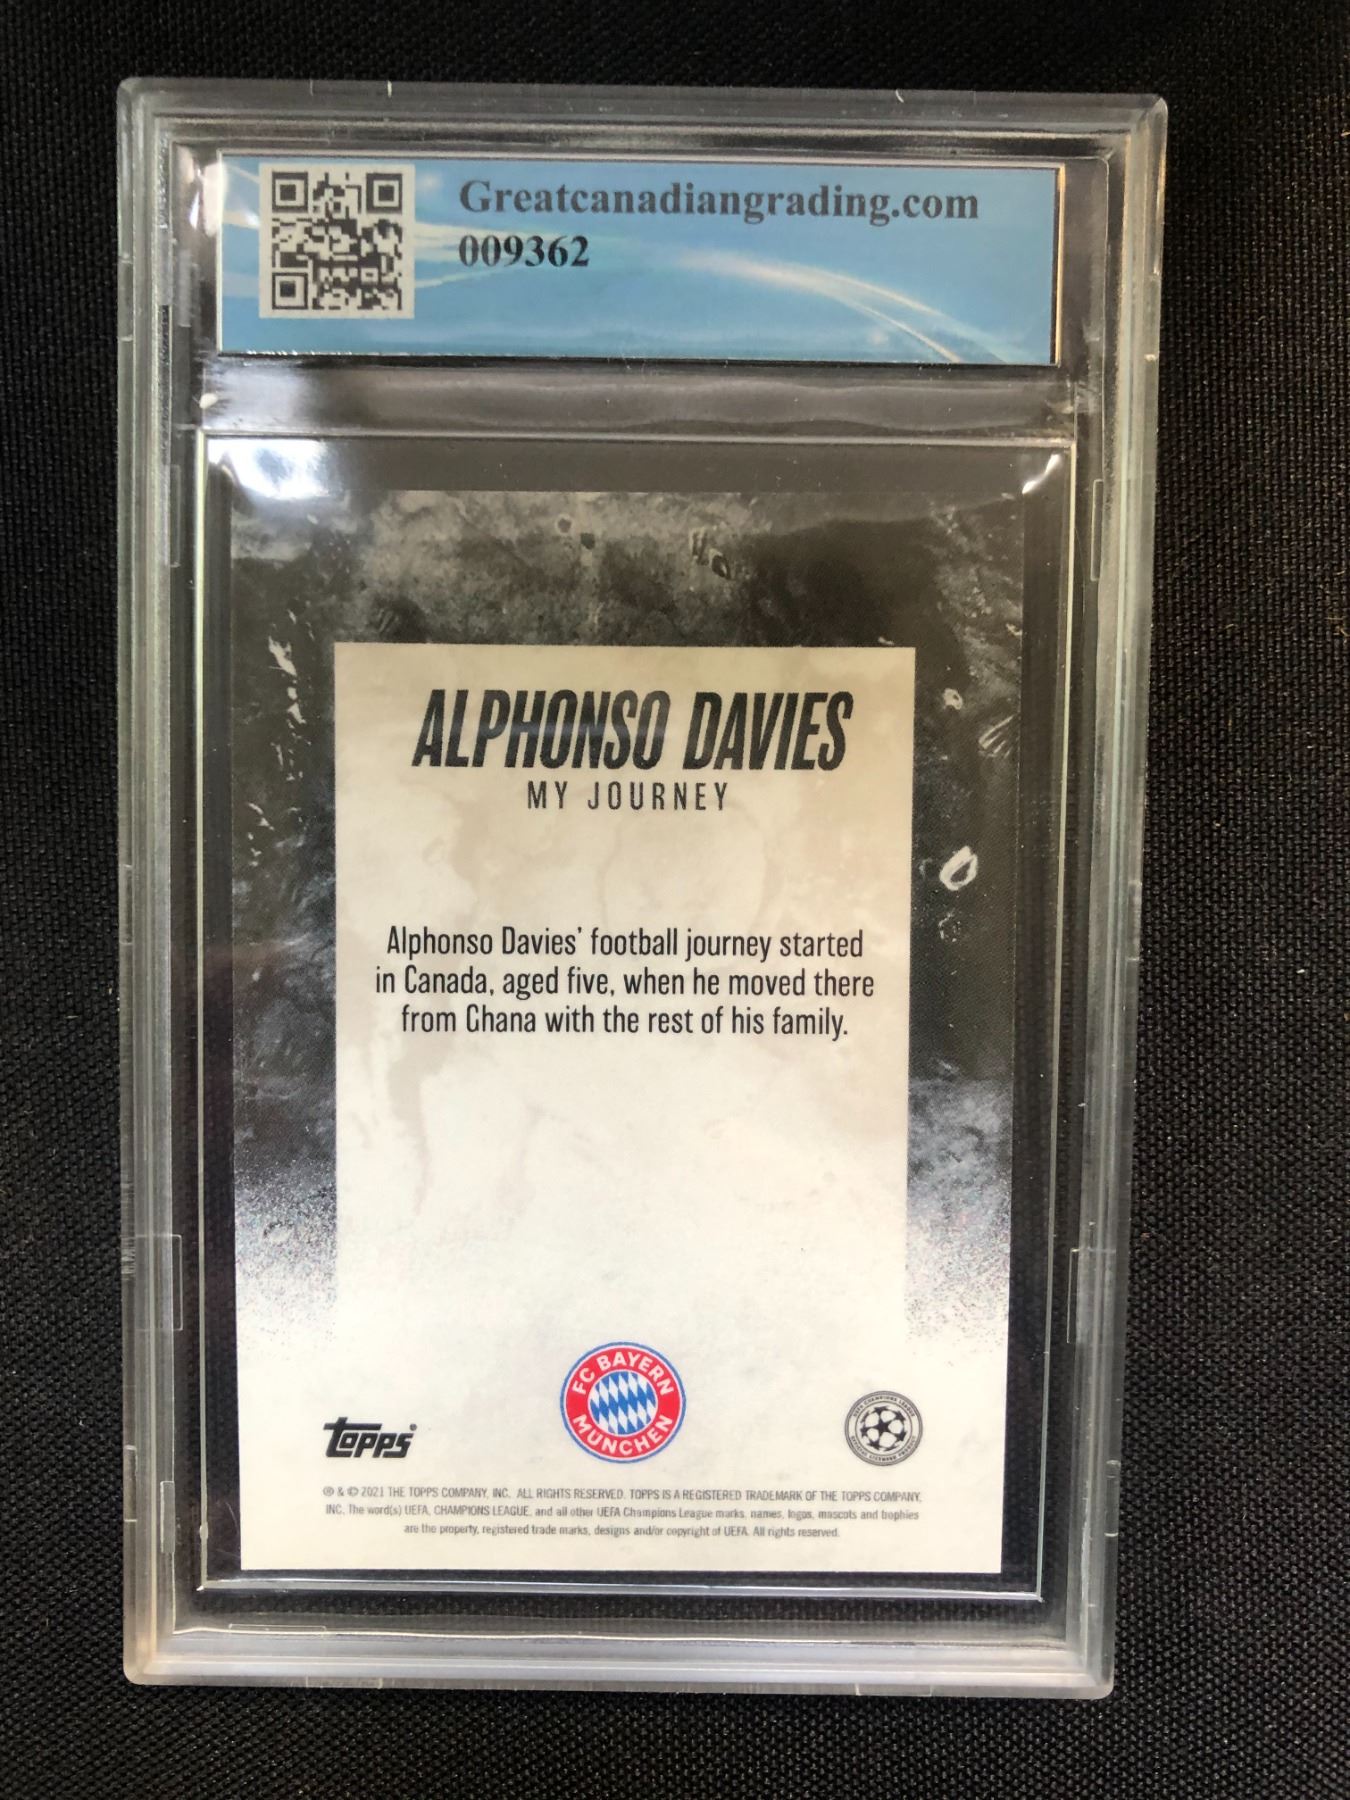 Greatcanadiangrading.com
009362
ALPHONSO DAVIES
MY JOURNEY
Alphonso Davies' football journey started
in Canada, aged five, when he moved there
from Ghana with the rest of his family.
FC BAYERN
MÜNCHEN
Topps®
® & © 2021 THE TOPPS COMPANY, INC. ALL RIGHTS RESERVED. TOPPS IS A REGISTERED TRADEMARK OF THE TOPPS COMPANY,
INC. The word(s) UEFA, CHAMPIONS LEAGUE, and all other UEFA Champions League marks, names, logos, mascots and trophies
are the property, registered trade marks, designs and/or copyright of UEFA. All rights reserved.